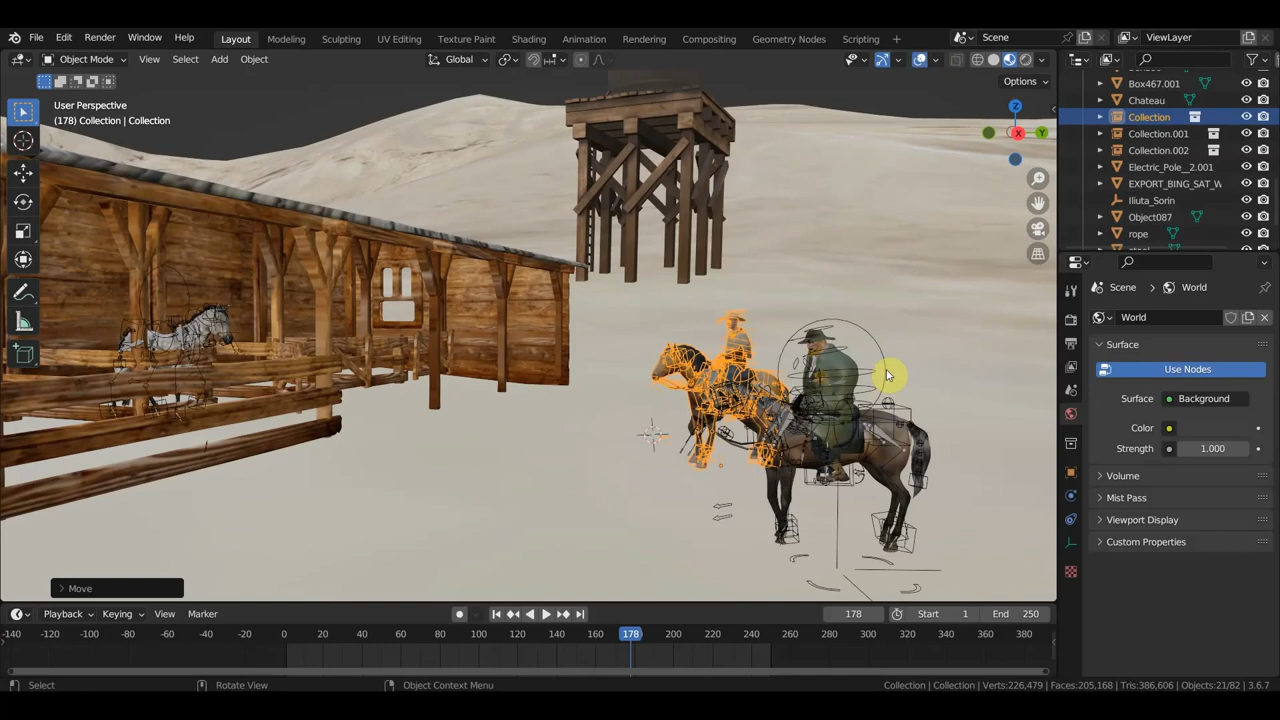 File Edit Render Window Help Layout Modeling Sculpting UV Editing Texture Paint Shading Animation Rendering Compositing Geometry Nodes Scripting + Scene ViewLayer
Object Mode View Select Add Object Global
Options
User Perspective
(178) Collection | Collection
Z
X
Y
Box467.001
Chateau
Collection
Collection.001
Collection.002
Electric_Pole__2.001
EXPORT_BING_SAT_W
Iliuta_Sorin
Object087
rope
Scene > World
World
Surface
Use Nodes
Surface Background
Color
Strength 1.000
Volume
Mist Pass
Viewport Display
Custom Properties
> Move
Playback Keying View Marker 178 Start 1 End 250
-140 -120 -100 -80 -60 -40 -20 0 20 40 60 80 100 120 140 160 178 200 220 240 260 280 300 320 340 360 380
Select Rotate View Object Context Menu Collection | Collection | Verts:226,479 | Faces:205,168 | Tris:386,606 | Objects:21/82 | 3.6.7